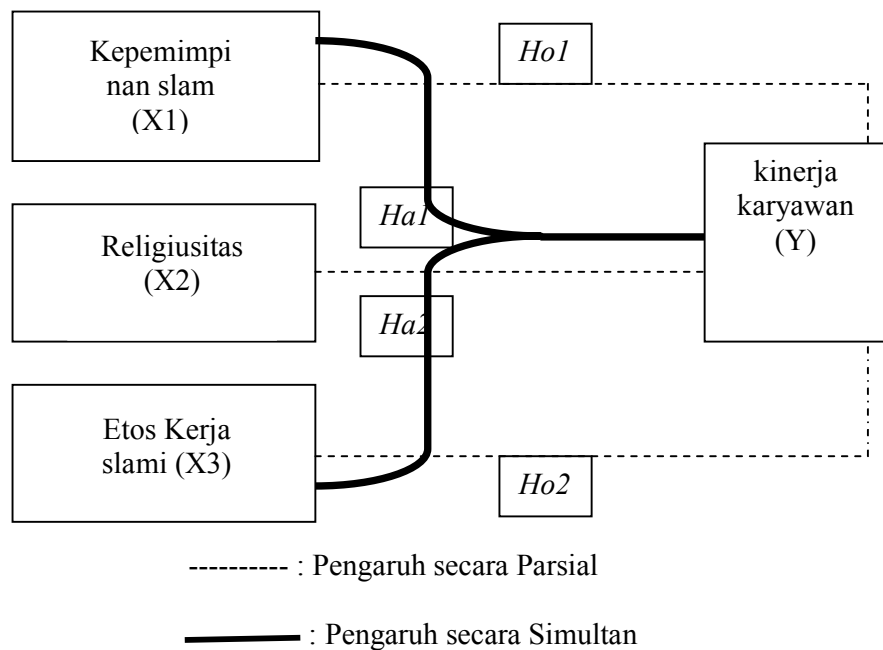 Kepemimpi
nan slam
(X1)
Ho1
kinerja
karyawan
(Y)
Ha1
Religiusitas
(X2)
Ha2
Etos Kerja
slami (X3)
Ho2
---------- : Pengaruh secara Parsial
: Pengaruh secara Simultan